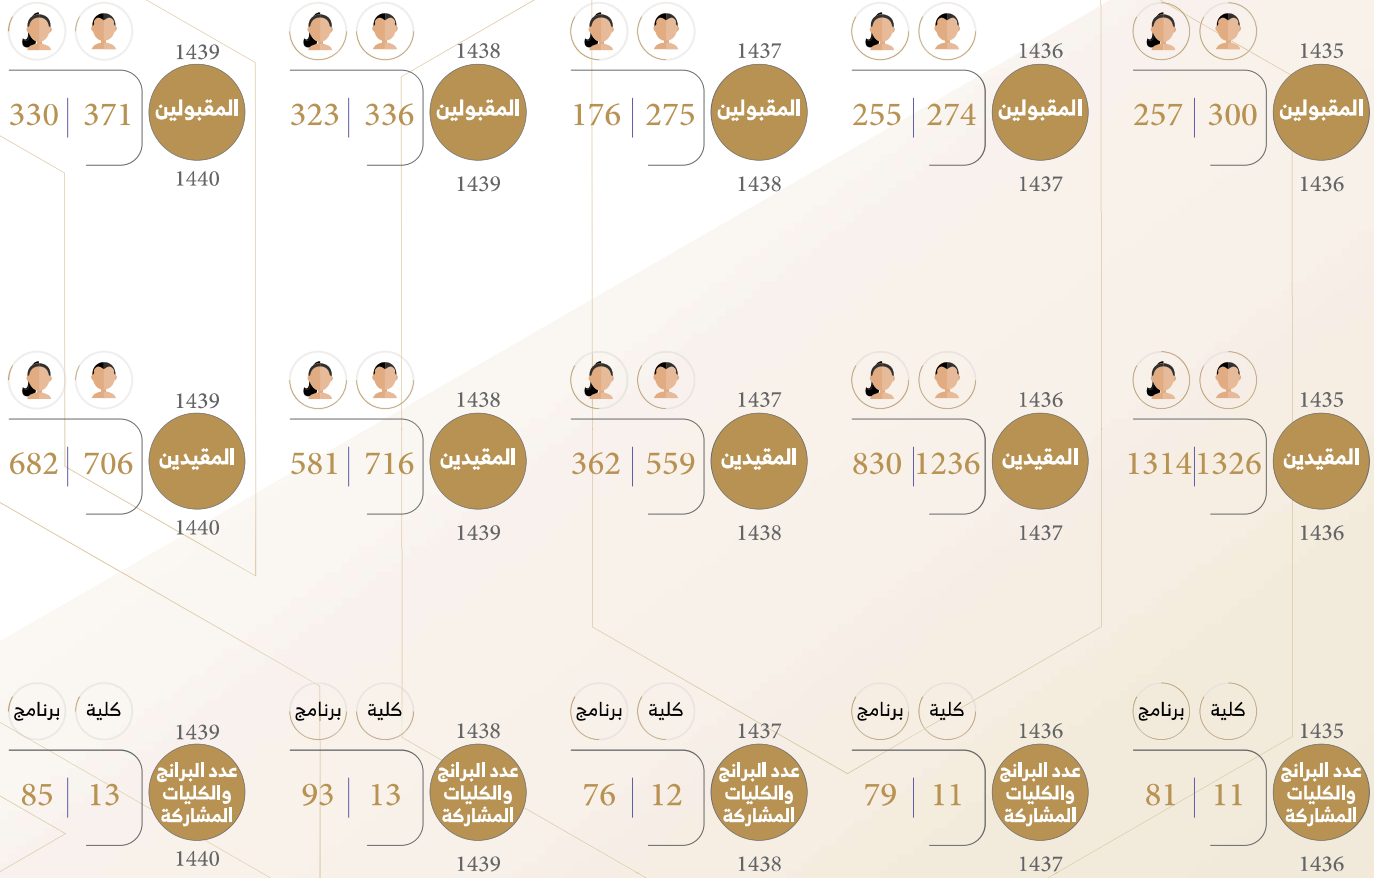 1435
المقبولين
300
257
1436
1436
المقبولين
274
255
1437
1437
المقبولين
275
176
1438
1438
المقبولين
336
323
1439
1439
المقبولين
371
330
1440
1435
المقيدين
1326
1314
1436
1436
المقيدين
1236
830
1437
1437
المقيدين
559
362
1438
1438
المقيدين
716
581
1439
1439
المقيدين
706
682
1440
كلية
برنامج
1435
عدد البرانج
والكليات
المشاركة
11
81
1436
كلية
برنامج
1436
عدد البرانج
والكليات
المشاركة
11
79
1437
كلية
برنامج
1437
عدد البرانج
والكليات
المشاركة
12
76
1438
كلية
برنامج
1438
عدد البرانج
والكليات
المشاركة
13
93
1439
كلية
برنامج
1439
عدد البرانج
والكليات
المشاركة
13
85
1440